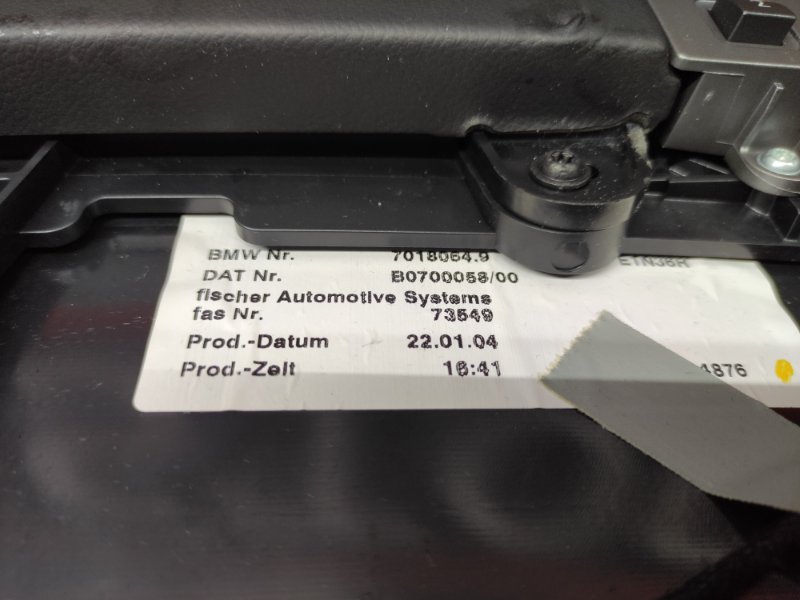 BMW Nr. 7018064.9
DAT Nr. B0700058/00
fischer Automotive Systems
fas Nr. 73549
Prod.-Datum 22.01.04
Prod.-Zeit 16:41 4876